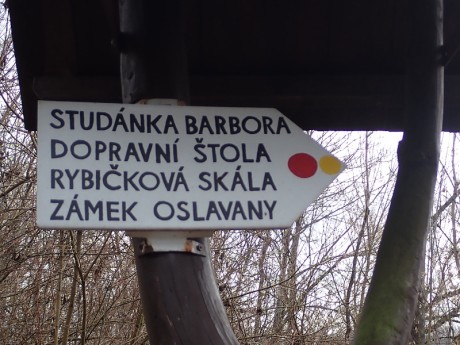 STUDÁNKA BARBORA
DOPRAVNÍ ŠTOLA
RYBIČKOVÁ SKÁLA
ZÁMEK OSLAVANY